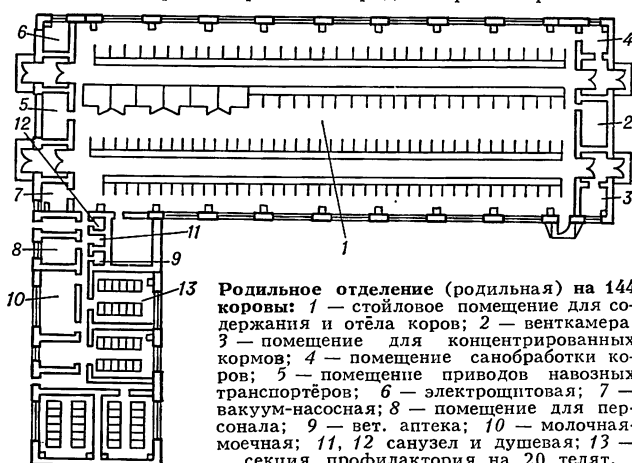 6
4
5
12
2
7
3
8
11
1
9
10
13
Родильное отделение (родильная) на 144
коровы: 1 — стойловое помещение для со-
держания и отёла коров; 2 — венткамера
3 — помещение для концентрированных
кормов; 4 — помещение санобработки ко-
ров; 5 — помещение приводов навозных
транспортёров; 6 — электрощитовая; 7 —
вакуум-насосная; 8 — помещение для пер-
сонала; 9 — вет. аптека; 10 — молочная-
моечная; 11, 12 санузел и душевая; 13 —
секция профилактория на 20 телят.